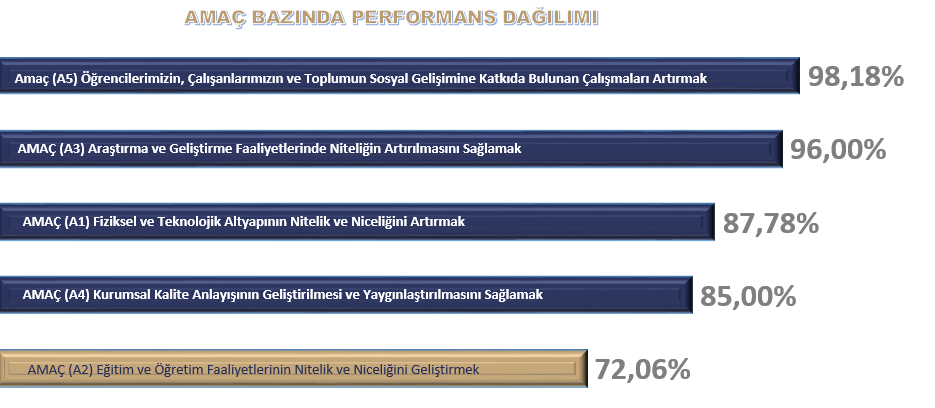 AMAÇ BAZINDA PERFORMANS DAĞILIMI
Amaç (A5) Öğrencilerimizin, Çalışanlarımızın ve Toplumun Sosyal Gelişimine Katkıda Bulunan Çalışmaları Artırmak 98,18%
AMAÇ (A3) Araştırma ve Geliştirme Faaliyetlerinde Niteliğin Artırılmasını Sağlamak 96,00%
AMAÇ (A1) Fiziksel ve Teknolojik Altyapının Nitelik ve Niceliğini Artırmak 87,78%
AMAÇ (A4) Kurumsal Kalite Anlayışının Geliştirilmesi ve Yaygınlaştırılmasını Sağlamak 85,00%
AMAÇ (A2) Eğitim ve Öğretim Faaliyetlerinin Nitelik ve Niceliğini Geliştirmek 72,06%